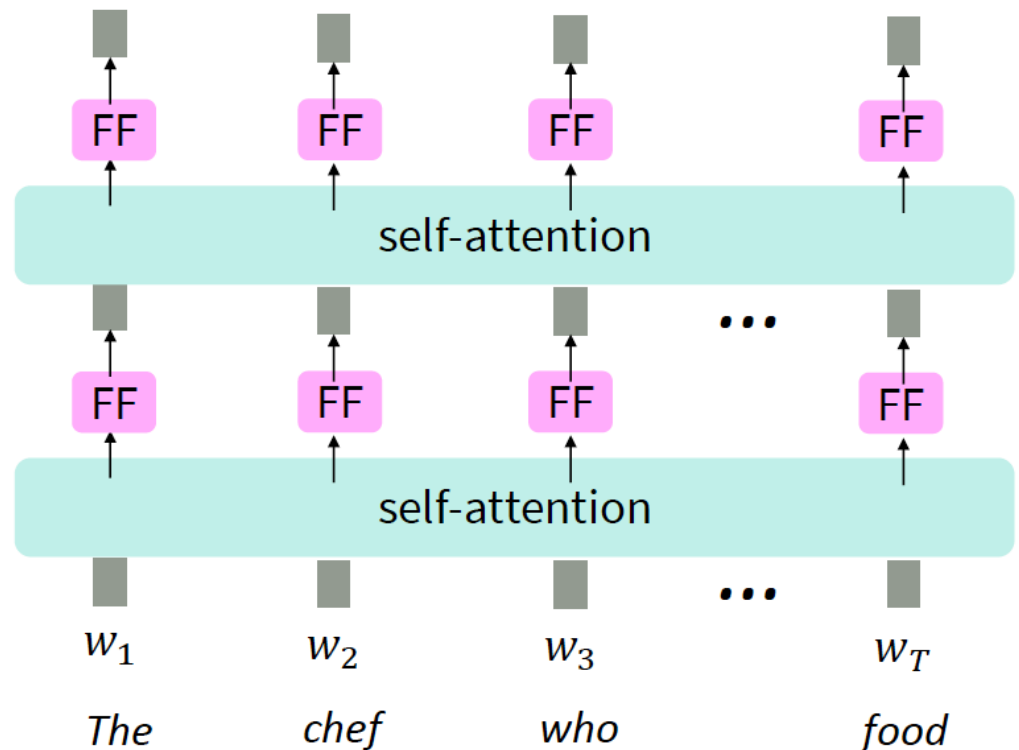 FF FF FF FF
self-attention
...
FF FF FF FF
self-attention
...
w₁ w₂ w₃ w_T
The chef who food